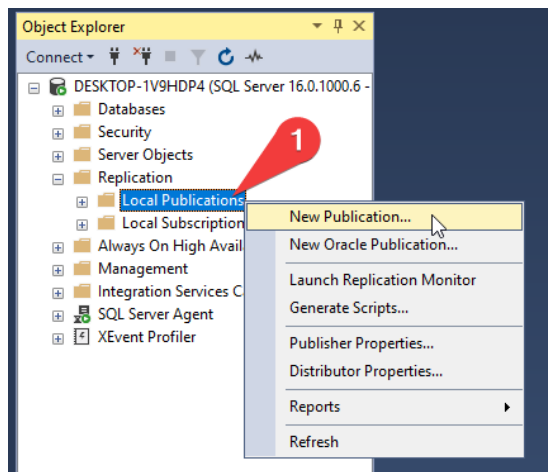 Object Explorer
Connect
DESKTOP-1V9HDP4 (SQL Server 16.0.1000.6 -
Databases
Security
Server Objects
Replication
1
Local Publications
Local Subscription
Always On High Avail
Management
Integration Services C
SQL Server Agent
XEvent Profiler
New Publication...
New Oracle Publication...
Launch Replication Monitor
Generate Scripts...
Publisher Properties...
Distributor Properties...
Reports
Refresh